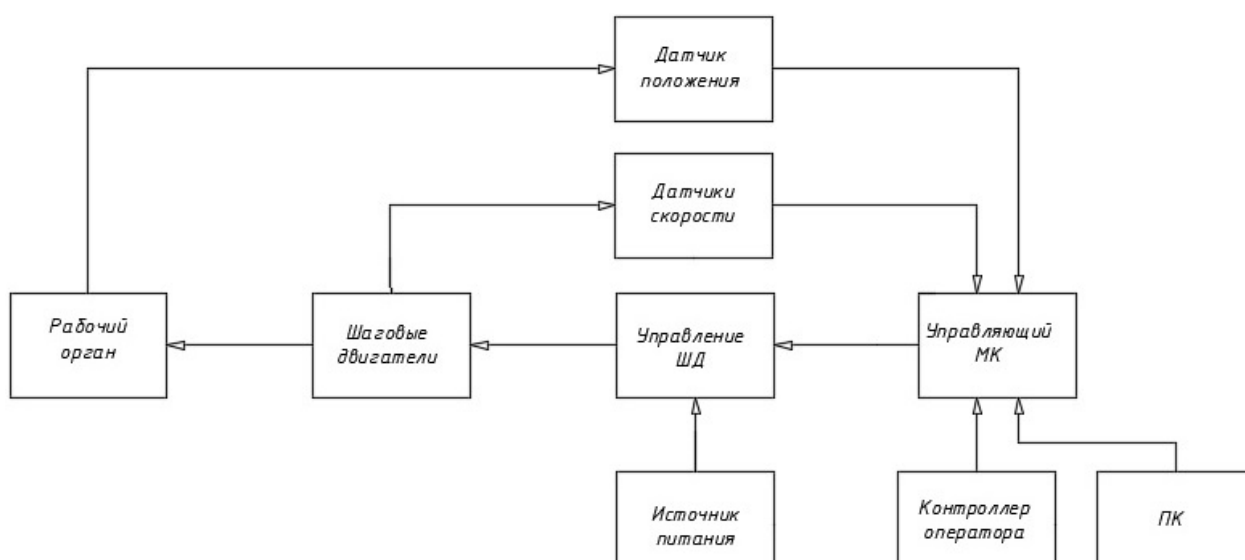 Датчик
положения
Датчики
скорости
Рабочий
орган
Шаговые
двигатели
Управление
ШД
Управляющий
МК
Источник
питания
Контроллер
оператора
ПК